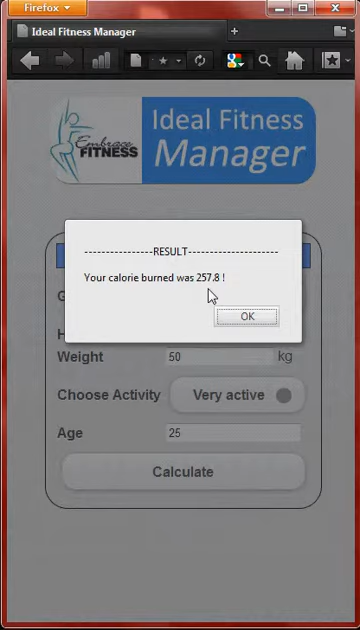 Firefox
Ideal Fitness Manager
Embrace
FITNESS
Ideal Fitness
Manager
----------------RESULT---------------------
Your calorie burned was 257.8 !
OK
G
H
Weight
50
kg
Choose Activity
Very active
Age
25
Calculate